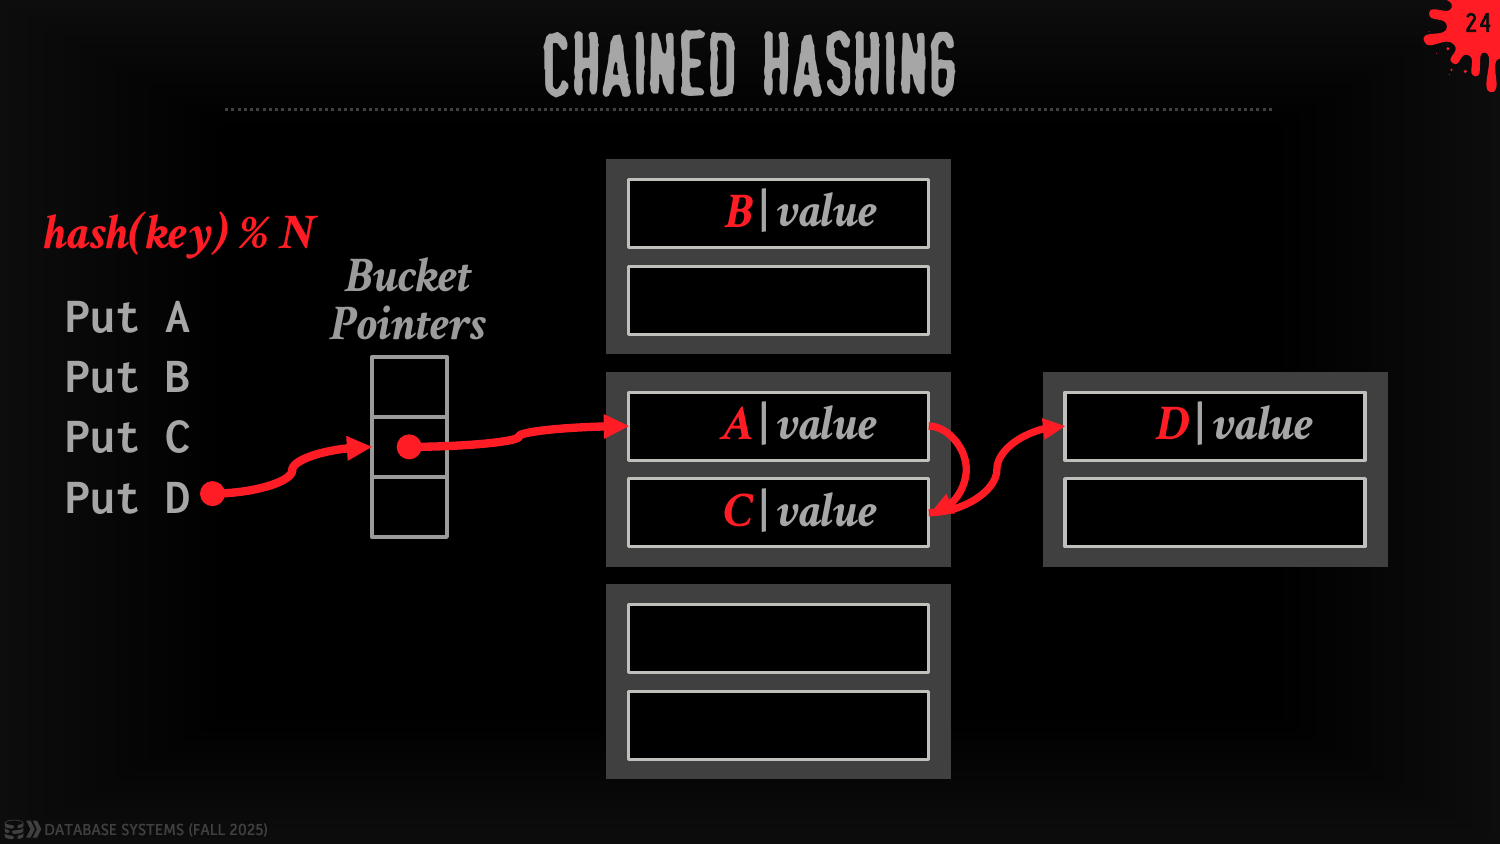 24
CHAINED HASHING
hash(key) % N
Put A
Put B
Put C
Put D
Bucket
Pointers
B|value
A|value
C|value
D|value
DATABASE SYSTEMS (FALL 2025)